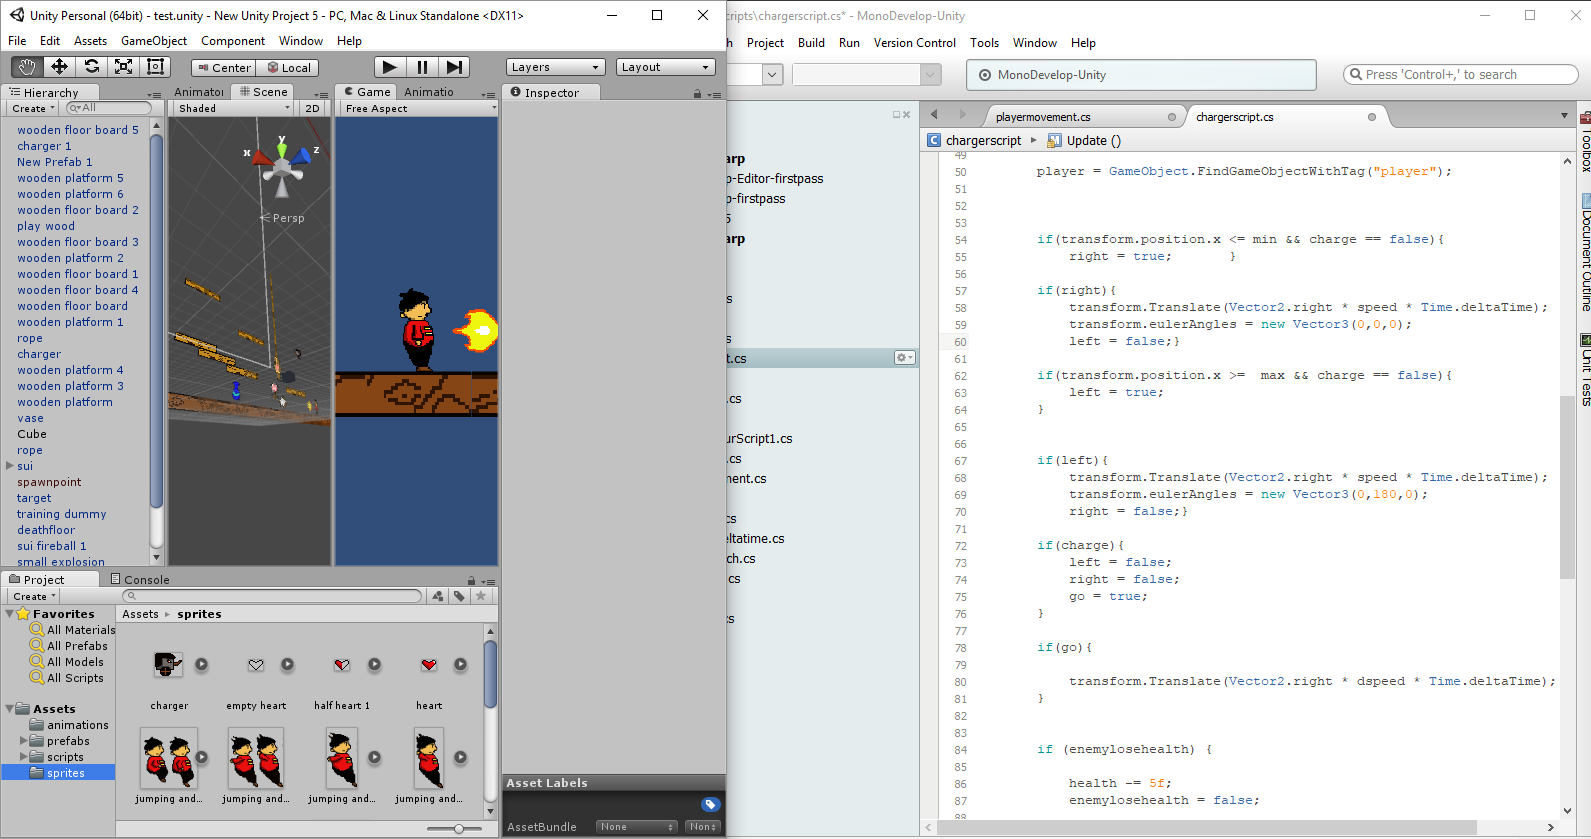 Unity Personal (64bit) - test.unity - New Unity Project 5 - PC, Mac & Linux Standalone <DX11>
cripts\chargerscript.cs* - MonoDevelop-Unity
File Edit Assets GameObject Component Window Help
h Project Build Run Version Control Tools Window Help
Center Local Layers Layout
MonoDevelop-Unity
Press 'Control+,' to search
Hierarchy
Animator Scene
Game Animatio
Inspector
Create All
Shaded 2D
Free Aspect
wooden floor board 5
charger 1
New Prefab 1
wooden platform 5
wooden platform 6
wooden floor board 2
play wood
wooden floor board 3
wooden platform 2
wooden floor board 1
wooden floor board 4
wooden floor board
wooden platform 1
rope
charger
wooden platform 4
wooden platform 3
wooden platform
vase
Cube
rope
sui
spawnpoint
target
training dummy
deathfloor
sui fireball 1
small explosion
y
x z
Persp
Project Console
Create
Favorites
All Materials
All Prefabs
All Models
All Scripts
Assets
animations
prefabs
scripts
sprites
Assets sprites
charger empty heart half heart 1 heart
jumping and... jumping and... jumping and... jumping and...
Asset Labels
AssetBundle None Non
arp
p-Editor-firstpass
p-firstpass
5
arp
s
s
t.cs
.cs
urScript1.cs
.cs
ment.cs
cs
eltatime.cs
ch.cs
.cs
cs
playermovement.cs chargerscript.cs
chargerscript Update ()
49
50 player = GameObject.FindGameObjectWithTag("player");
51
52
53
54 if(transform.position.x <= min && charge == false){
55 right = true; }
56
57 if(right){
58 transform.Translate(Vector2.right * speed * Time.deltaTime);
59 transform.eulerAngles = new Vector3(0,0,0);
60 left = false;}
61
62 if(transform.position.x >= max && charge == false){
63 left = true;
64 }
65
66
67 if(left){
68 transform.Translate(Vector2.right * speed * Time.deltaTime);
69 transform.eulerAngles = new Vector3(0,180,0);
70 right = false;}
71
72 if(charge){
73 left = false;
74 right = false;
75 go = true;
76 }
77
78 if(go){
79
80 transform.Translate(Vector2.right * dspeed * Time.deltaTime);
81 }
82
83
84 if (enemylosehealth) {
85
86 health -= 5f;
87 enemylosehealth = false;
88
Toolbox
Document Outline
Unit Tests